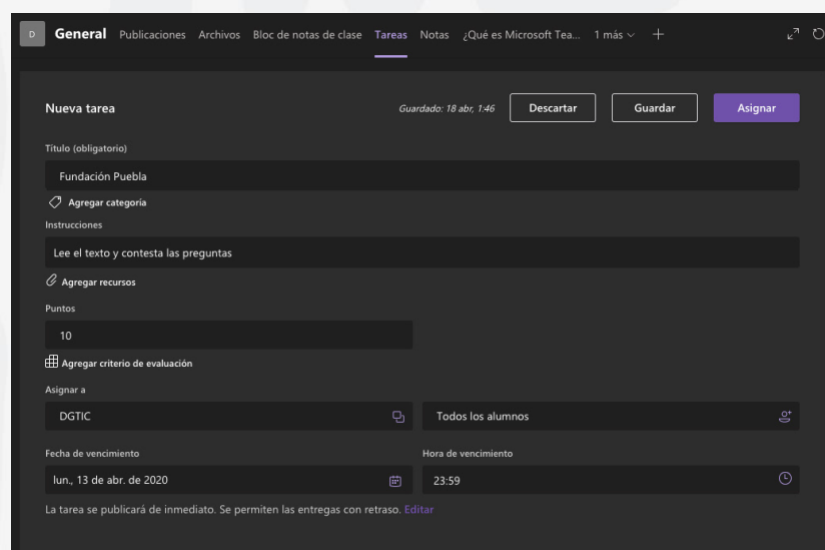 D General Publicaciones Archivos Bloc de notas de clase Tareas Notas ¿Qué es Microsoft Tea... 1 más
Nueva tarea Guardado: 18 abr, 1:46 Descartar Guardar Asignar
Título (obligatorio)
Fundación Puebla
Agregar categoría
Instrucciones
Lee el texto y contesta las preguntas
Agregar recursos
Puntos
10
Agregar criterio de evaluación
Asignar a
DGTIC Todos los alumnos
Fecha de vencimiento Hora de vencimiento
lun., 13 de abr. de 2020 23:59
La tarea se publicará de inmediato. Se permiten las entregas con retraso. Editar